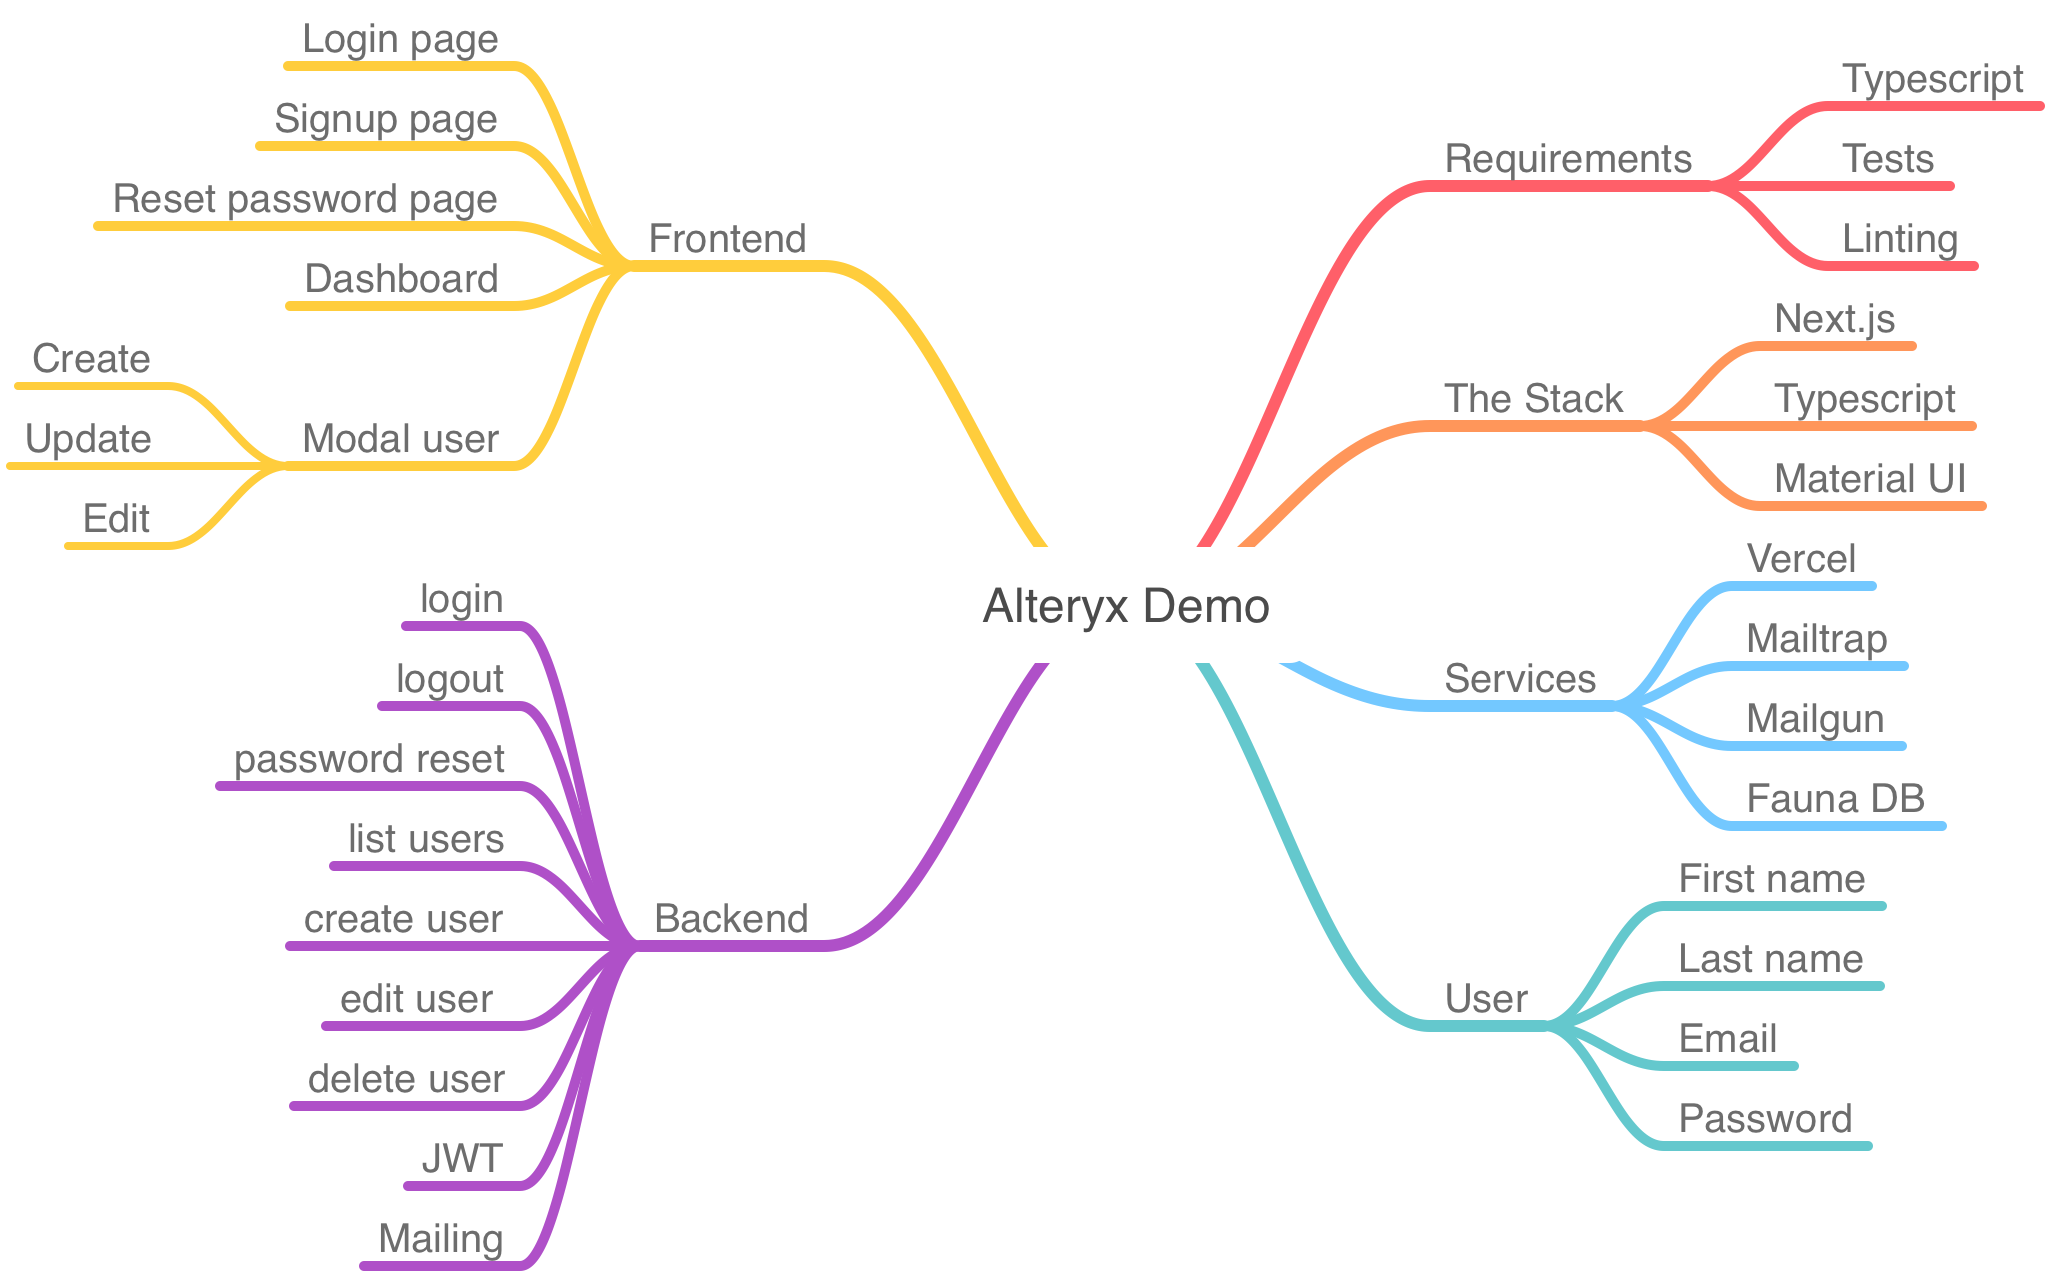 Alteryx Demo
Requirements
Typescript
Tests
Linting
The Stack
Next.js
Typescript
Material UI
Services
Vercel
Mailtrap
Mailgun
Fauna DB
User
First name
Last name
Email
Password
Frontend
Login page
Signup page
Reset password page
Dashboard
Modal user
Create
Update
Edit
Backend
login
logout
password reset
list users
create user
edit user
delete user
JWT
Mailing